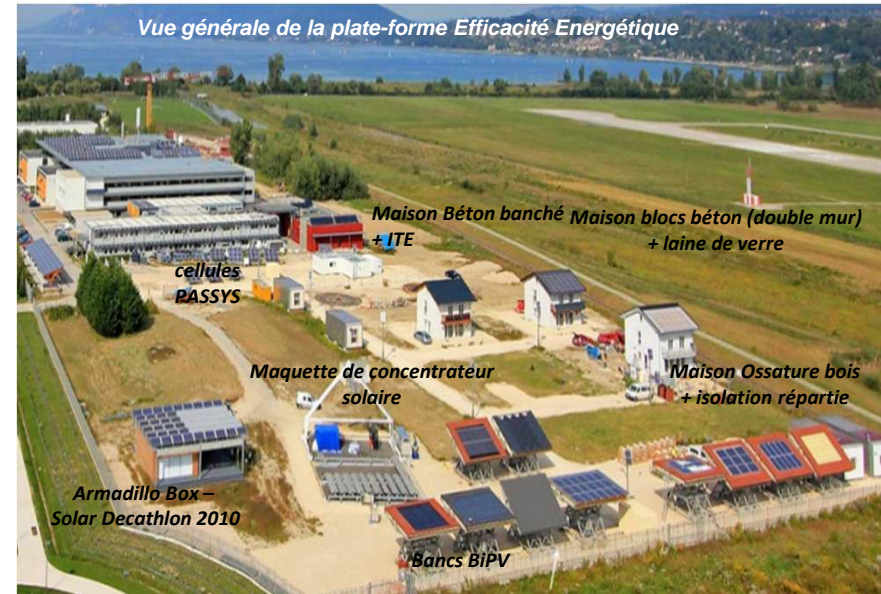 Vue générale de la plate-forme Efficacité Energétique
Maison Béton banché
+ ITE
Maison blocs béton (double mur)
+ laine de verre
cellules
PASSYS
Maquette de concentrateur
solaire
Maison Ossature bois
+ isolation répartie
Armadillo Box –
Solar Decathlon 2010
Bancs BiPV